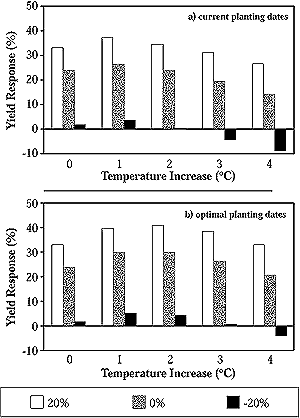 a) current planting dates
Yield Response (%)
50
40
30
20
10
0
-10
0 1 2 3 4
Temperature Increase (°C)
b) optimal planting dates
Yield Response (%)
50
40
30
20
10
0
-10
0 1 2 3 4
Temperature Increase (°C)
20% 0% -20%